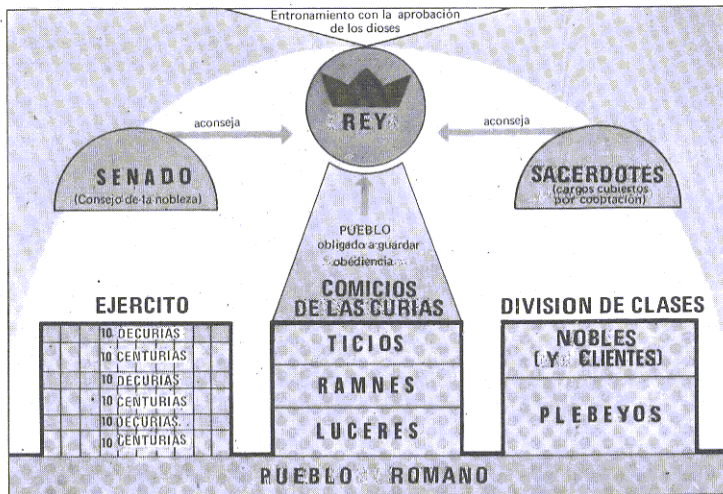 Entronamiento con la aprobación
de los dioses
REY
aconseja
aconseja
SENADO
(Consejo de la nobleza)
SACERDOTES
(cargos cubiertos
por cooptación)
PUEBLO
obligado a guardar
obediencia
EJERCITO
COMICIOS
DE LAS CURIAS
DIVISION DE CLASES
10 DECURIAS
10 CENTURIAS
10 DECURIAS
10 CENTURIAS
10 DECURIAS
10 CENTURIAS
TICIOS
RAMNES
LUCERES
NOBLES
(Y CLIENTES)
PLEBEYOS
PUEBLO ROMANO